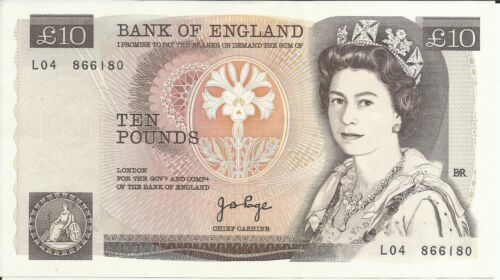 £10
BANK OF ENGLAND
£10
I PROMISE TO PAY THE BEARER ON DEMAND THE SUM OF
L04 866180
TEN
POUNDS
LONDON
FOR THE GOVR AND COMPA
OF THE BANK OF ENGLAND
EIIR
J B Page
CHIEF CASHIER
L04 866180